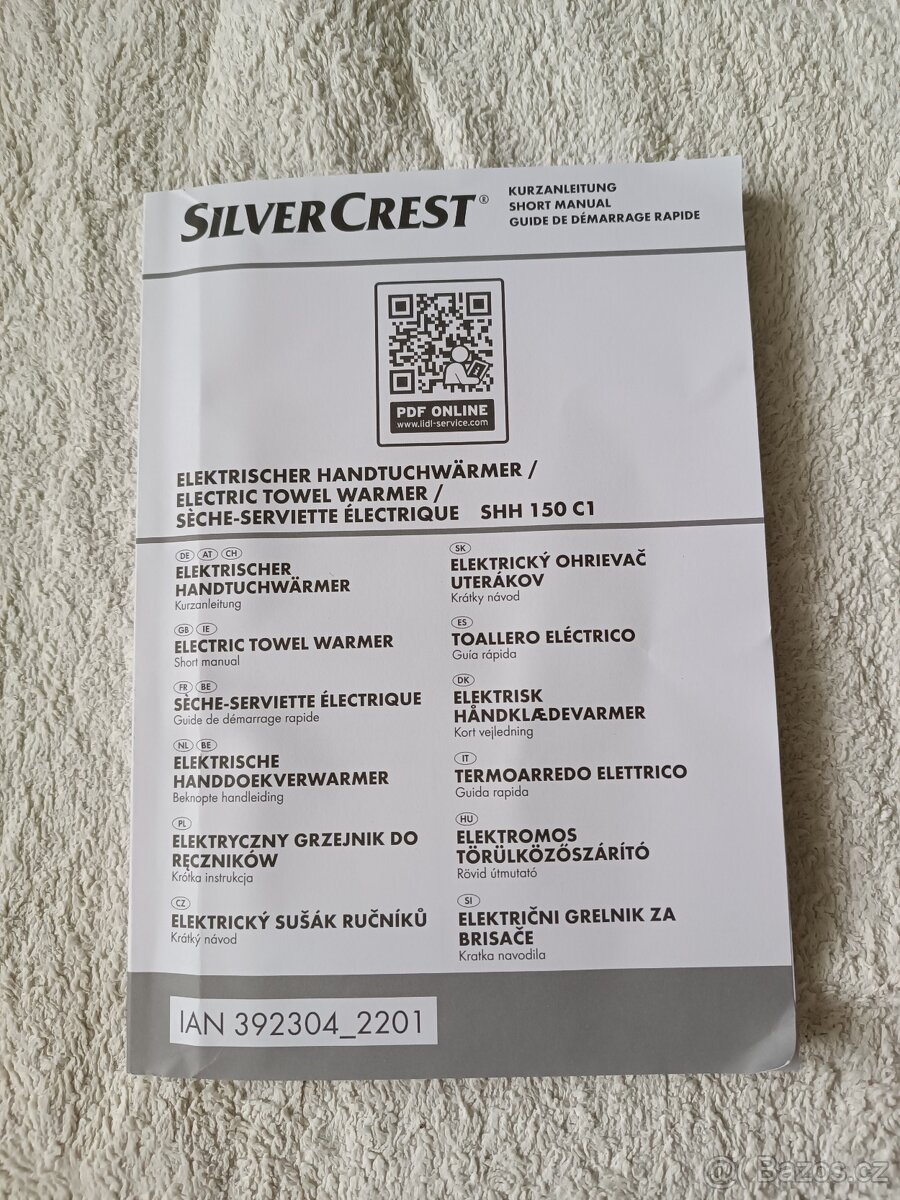 SILVERCREST®
KURZANLEITUNG
SHORT MANUAL
GUIDE DE DÉMARRAGE RAPIDE
PDF ONLINE
www.lidl-service.com
ELEKTRISCHER HANDTUCHWÄRMER /
ELECTRIC TOWEL WARMER /
SÈCHE-SERVIETTE ÉLECTRIQUE SHH 150 C1
DE AT CH
ELEKTRISCHER
HANDTUCHWÄRMER
Kurzanleitung
GB IE
ELECTRIC TOWEL WARMER
Short manual
FR BE
SÈCHE-SERVIETTE ÉLECTRIQUE
Guide de démarrage rapide
NL BE
ELEKTRISCHE
HANDDOEKVERWARMER
Beknopte handleiding
PL
ELEKTRYCZNY GRZEJNIK DO
RĘCZNIKÓW
Krótka instrukcja
CZ
ELEKTRICKÝ SUŠÁK RUČNÍKŮ
Krátký návod
SK
ELEKTRICKÝ OHRIEVAČ
UTERÁKOV
Krátky návod
ES
TOALLERO ELÉCTRICO
Guía rápida
DK
ELEKTRISK
HÅNDKLÆDEVARMER
Kort vejledning
IT
TERMOARREDO ELETTRICO
Guida rapida
HU
ELEKTROMOS
TÖRÜLKÖZŐSZÁRÍTÓ
Rövid útmutató
SI
ELEKTRIČNI GRELNIK ZA
BRISAČE
Kratka navodila
IAN 392304_2201
@ Bazos.cz